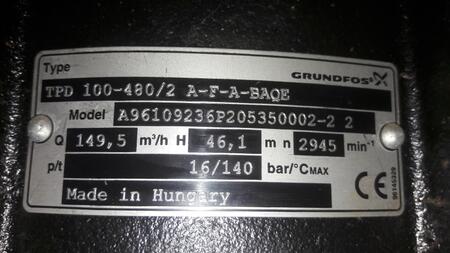 Type GRUNDFOS
TPD 100-480/2 A-F-A-BAQE
Model A96109236P205350002-2 2
Q 149,5 m³/h H 46,1 m n 2945 min⁻¹
p/t 16/140 bar/°CMAX
Made in Hungary CE